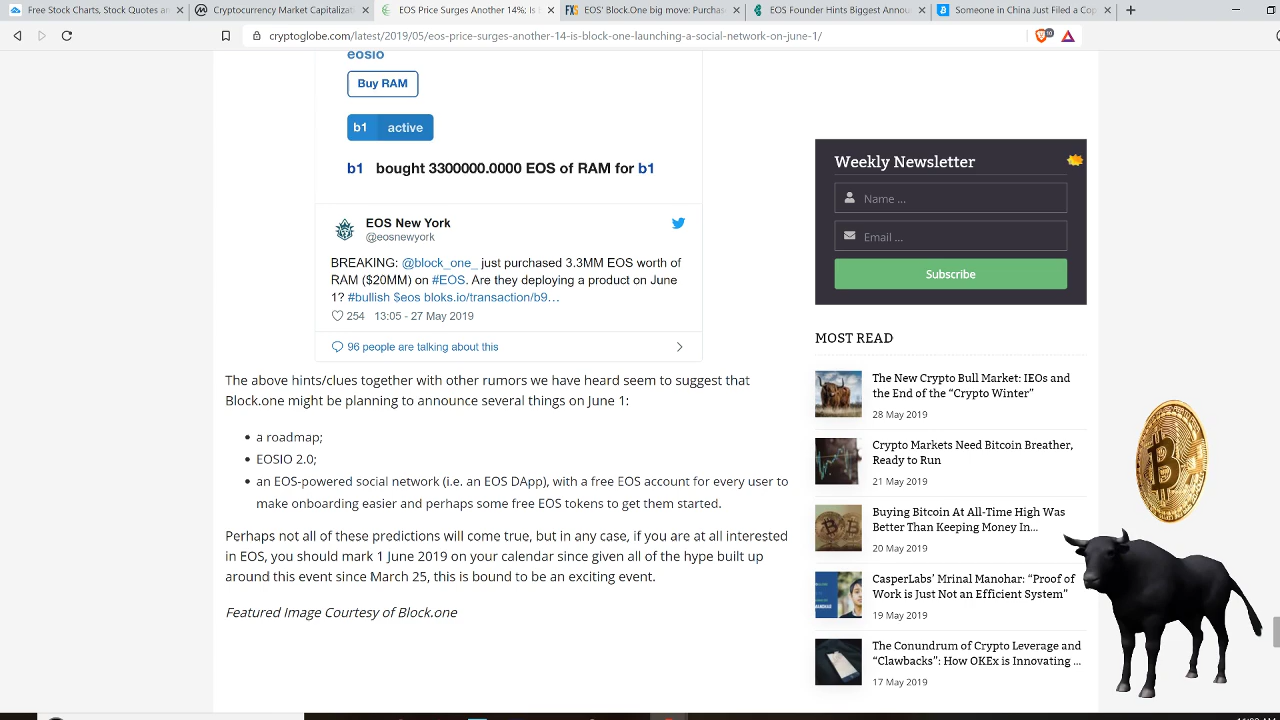 Free Stock Charts, Stock Quotes an
Cryptocurrency Market Capitalizat
EOS Price Surges Another 14%: Is B
EOS' Block.One big move: Purchas
EOS Founder Hints Biggest Annou
Someone in China Just Filed a Cop
cryptoglobe.com/latest/2019/05/eos-price-surges-another-14-is-block-one-launching-a-social-network-on-june-1/
eosio
Buy RAM
b1 active
b1 bought 3300000.0000 EOS of RAM for b1
EOS New York
@eosnewyork
BREAKING: @block_one_ just purchased 3.3MM EOS worth of
RAM ($20MM) on #EOS. Are they deploying a product on June
1? #bullish $eos bloks.io/transaction/b9…
254 13:05 - 27 May 2019
96 people are talking about this
The above hints/clues together with other rumors we have heard seem to suggest that
Block.one might be planning to announce several things on June 1:
• a roadmap;
• EOSIO 2.0;
• an EOS-powered social network (i.e. an EOS DApp), with a free EOS account for every user to
make onboarding easier and perhaps some free EOS tokens to get them started.
Perhaps not all of these predictions will come true, but in any case, if you are at all interested
in EOS, you should mark 1 June 2019 on your calendar since given all of the hype built up
around this event since March 25, this is bound to be an exciting event.
Featured Image Courtesy of Block.one
Weekly Newsletter
Name ...
Email ...
Subscribe
MOST READ
The New Crypto Bull Market: IEOs and
the End of the “Crypto Winter”
28 May 2019
Crypto Markets Need Bitcoin Breather,
Ready to Run
21 May 2019
Buying Bitcoin At All-Time High Was
Better Than Keeping Money In...
20 May 2019
CasperLabs’ Mrinal Manohar: “Proof of
Work is Just Not an Efficient System”
19 May 2019
The Conundrum of Crypto Leverage and
“Clawbacks”: How OKEx is Innovating ...
17 May 2019